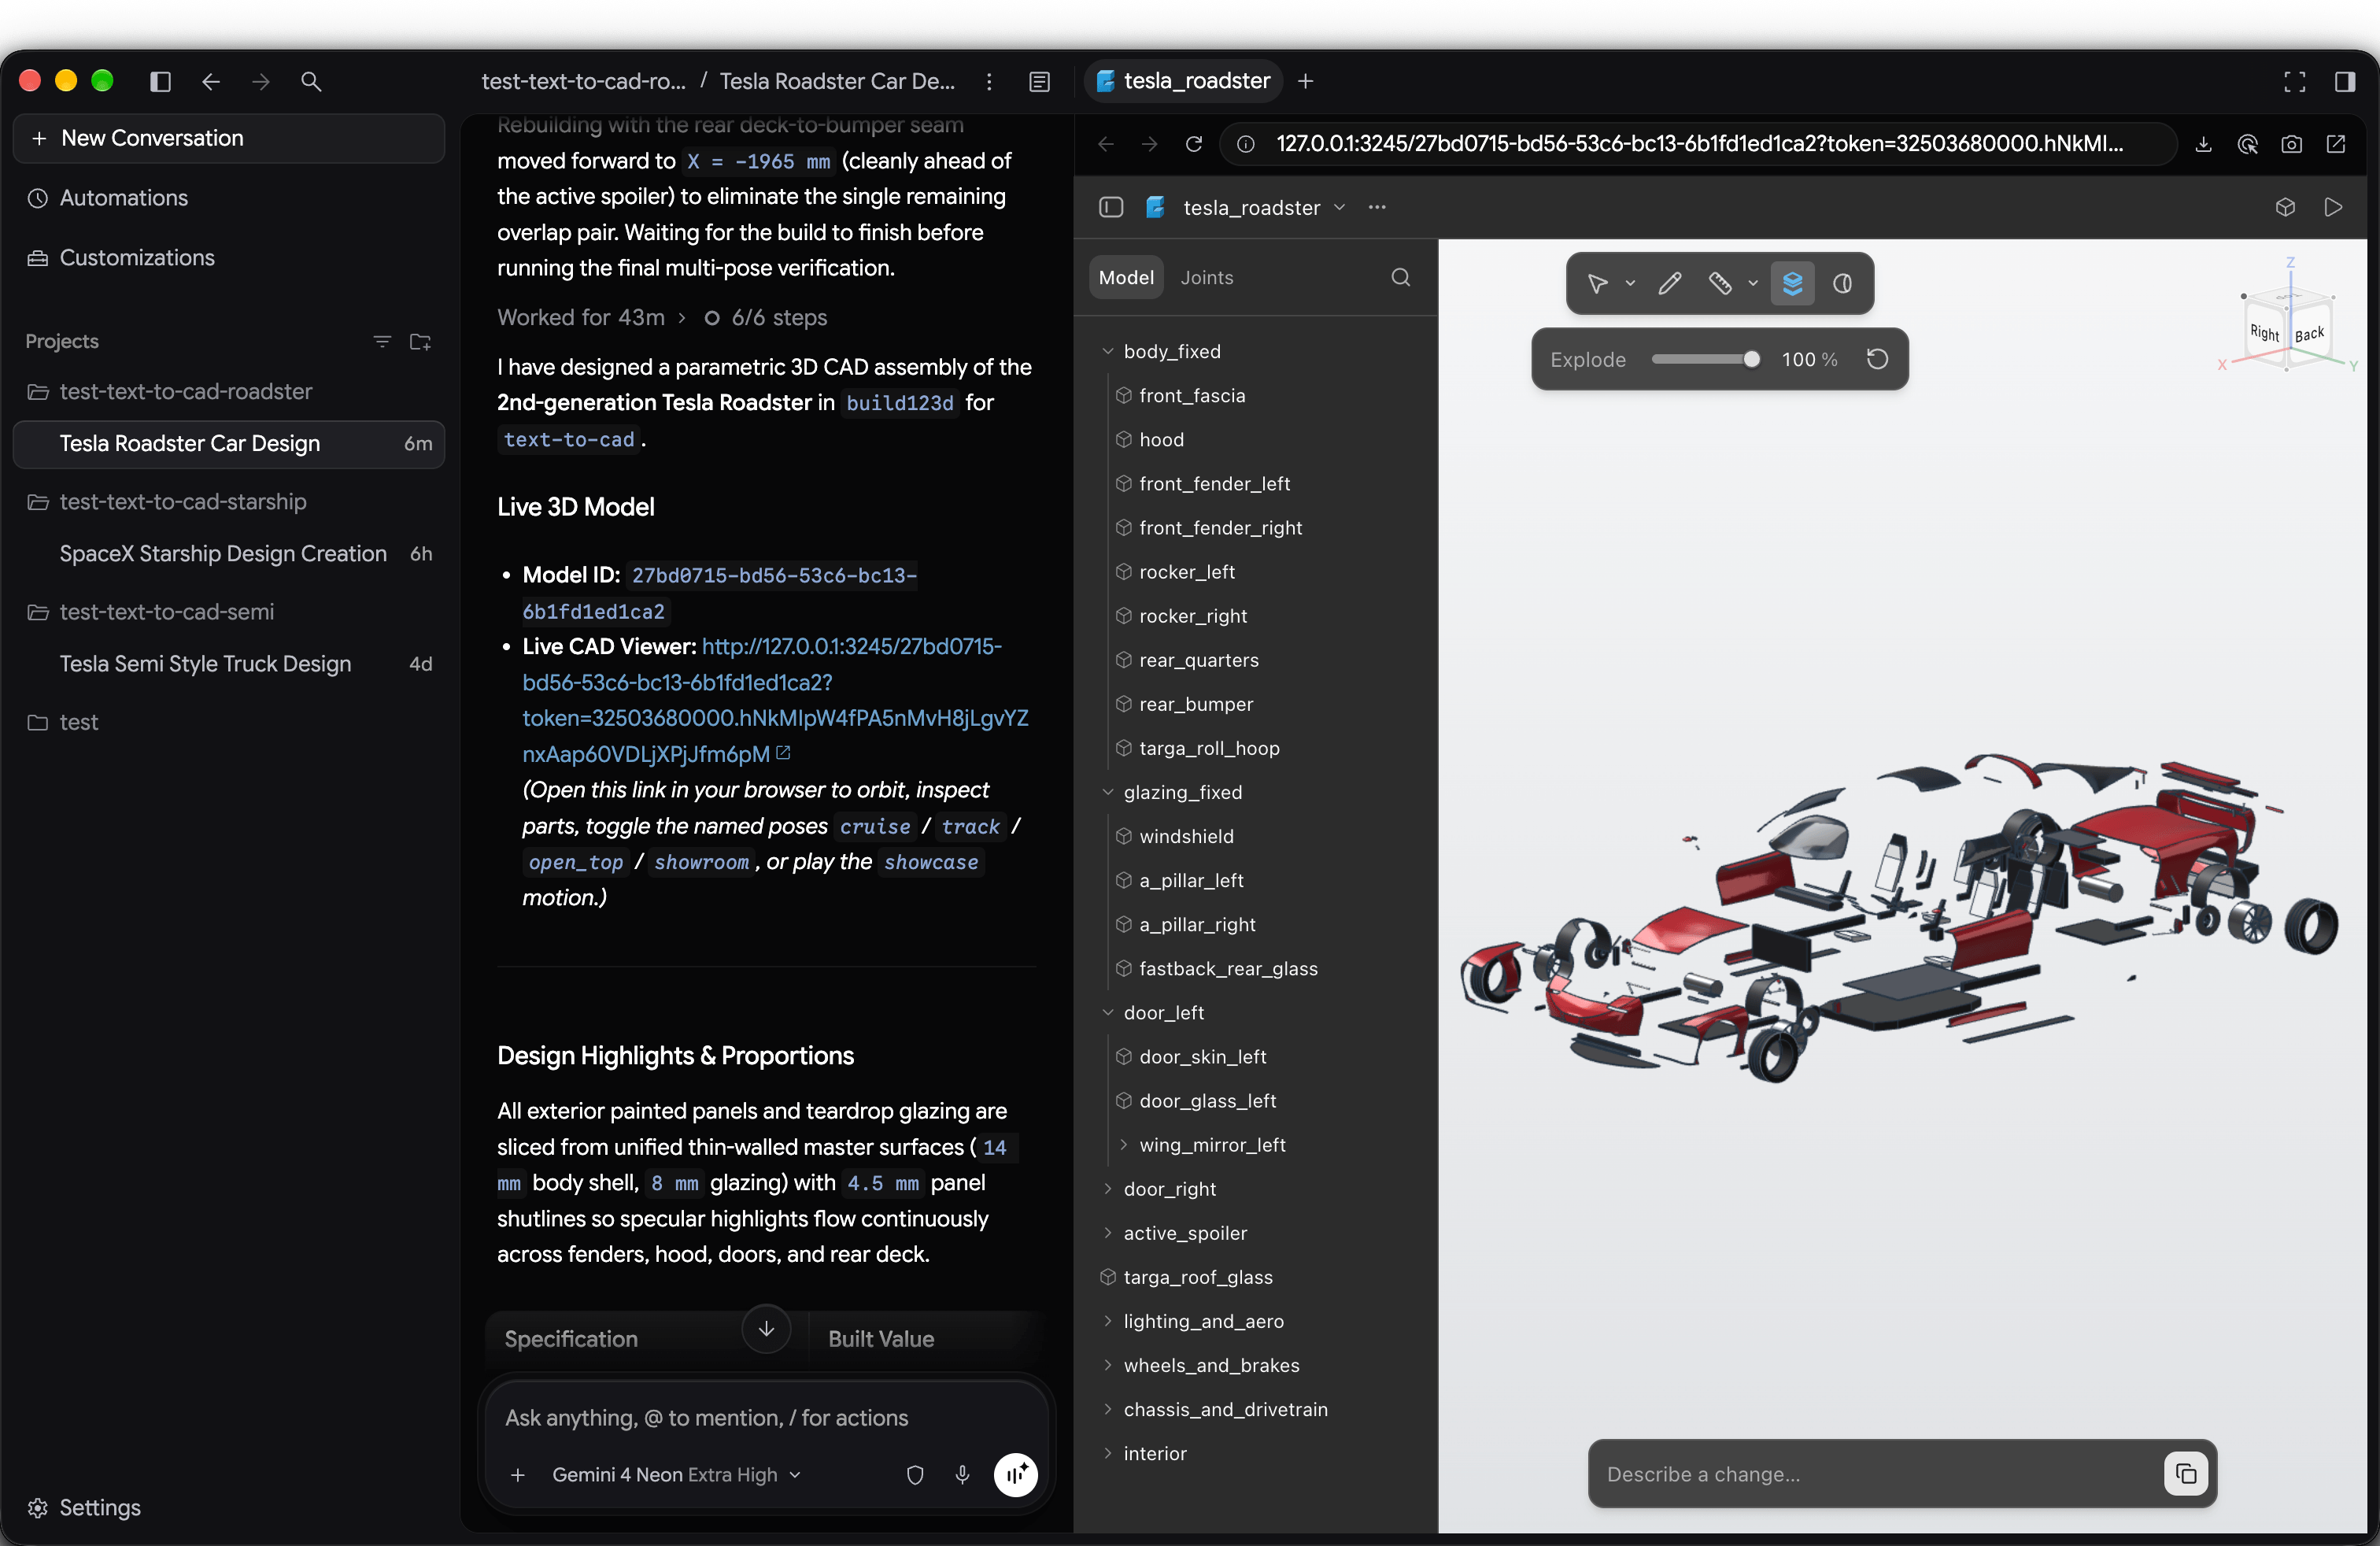 test-text-to-cad-ro... / Tesla Roadster Car De...
tesla_roadster
New Conversation
Automations
Customizations
Projects
test-text-to-cad-roadster
Tesla Roadster Car Design 6m
test-text-to-cad-starship
SpaceX Starship Design Creation 6h
test-text-to-cad-semi
Tesla Semi Style Truck Design 4d
test
Settings
Rebuilding with the rear deck-to-bumper seam
moved forward to X = -1965 mm (cleanly ahead of
the active spoiler) to eliminate the single remaining
overlap pair. Waiting for the build to finish before
running the final multi-pose verification.
Worked for 43m > 6/6 steps
I have designed a parametric 3D CAD assembly of the
2nd-generation Tesla Roadster in build123d for
text-to-cad.
Live 3D Model
• Model ID: 27bd0715-bd56-53c6-bc13-
6b1fd1ed1ca2
• Live CAD Viewer: http://127.0.0.1:3245/27bd0715-
bd56-53c6-bc13-6b1fd1ed1ca2?
token=32503680000.hNkMIpW4fPA5nMvH8jLgvYZ
nxAap60VDLjXPjJfm6pM
(Open this link in your browser to orbit, inspect
parts, toggle the named poses cruise / track /
open_top / showroom, or play the showcase
motion.)
Design Highlights & Proportions
All exterior painted panels and teardrop glazing are
sliced from unified thin-walled master surfaces (14
mm body shell, 8 mm glazing) with 4.5 mm panel
shutlines so specular highlights flow continuously
across fenders, hood, doors, and rear deck.
Specification Built Value
Ask anything, @ to mention, / for actions
Gemini 4 Neon Extra High
127.0.0.1:3245/27bd0715-bd56-53c6-bc13-6b1fd1ed1ca2?token=32503680000.hNkMI...
tesla_roadster
Model Joints
body_fixed
front_fascia
hood
front_fender_left
front_fender_right
rocker_left
rocker_right
rear_quarters
rear_bumper
targa_roll_hoop
glazing_fixed
windshield
a_pillar_left
a_pillar_right
fastback_rear_glass
door_left
door_skin_left
door_glass_left
wing_mirror_left
door_right
active_spoiler
targa_roof_glass
lighting_and_aero
wheels_and_brakes
chassis_and_drivetrain
interior
Explode 100 %
Z
Right Back
X Y
Describe a change...